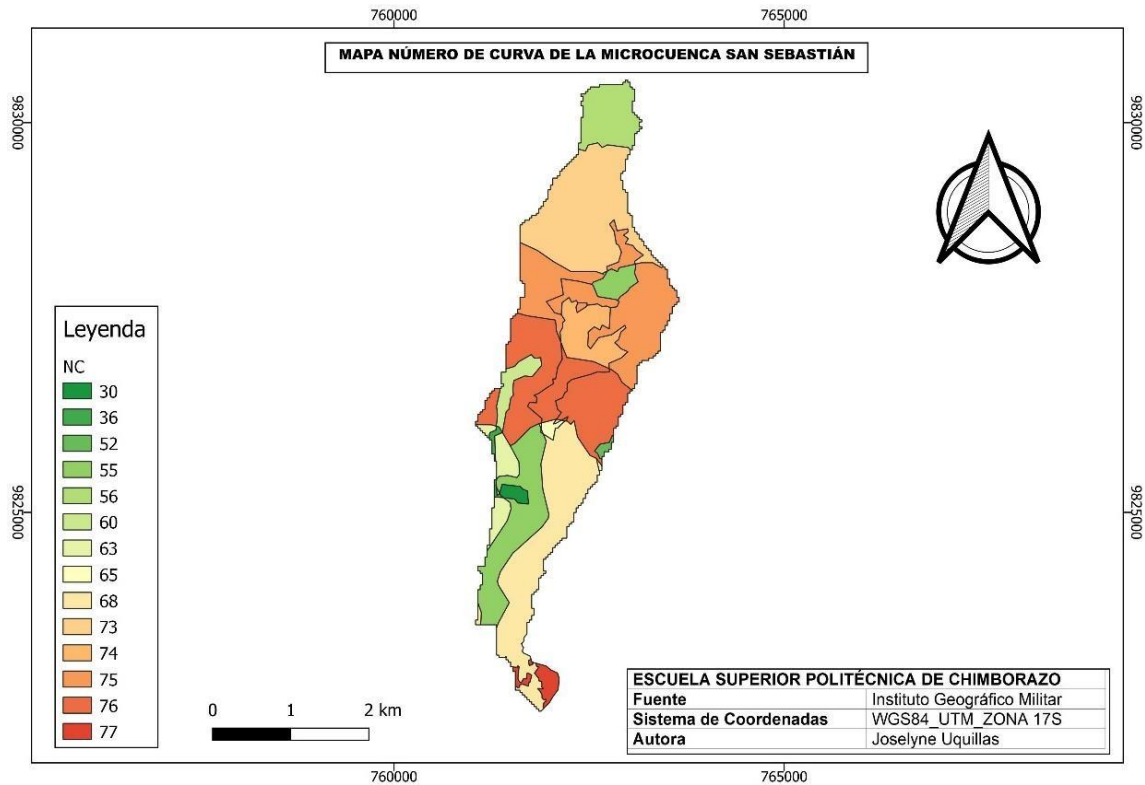 760000
765000
MAPA NÚMERO DE CURVA DE LA MICROCUENCA SAN SEBASTIÁN
9830000
9830000
Leyenda
NC
30
36
52
55
56
60
63
65
68
73
74
75
76
77
9825000
9825000
0 1 2 km
ESCUELA SUPERIOR POLITÉCNICA DE CHIMBORAZO
Fuente Instituto Geográfico Militar
Sistema de Coordenadas WGS84_UTM_ZONA 17S
Autora Joselyne Uquillas
760000
765000